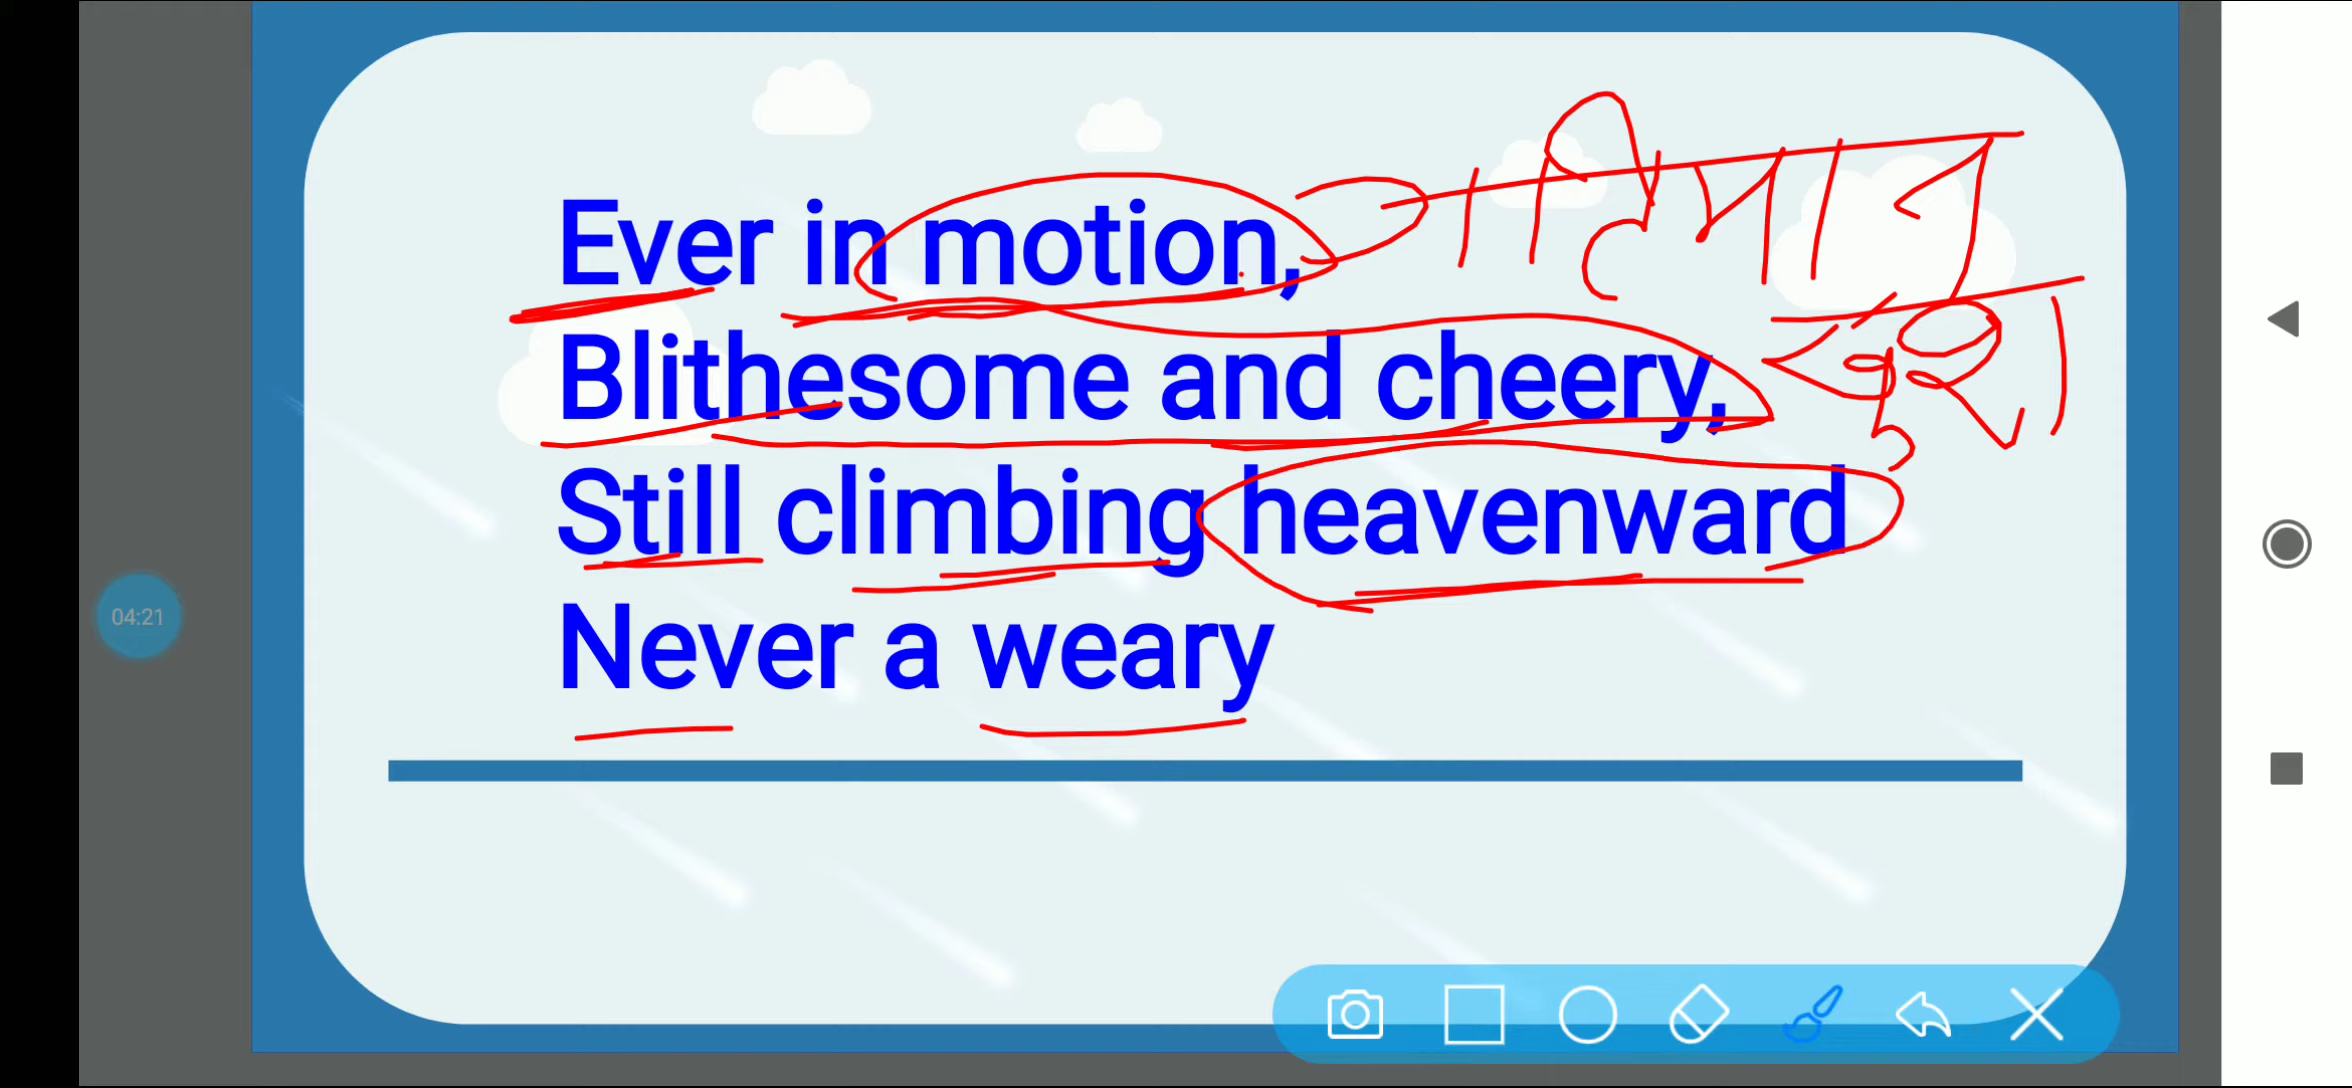 Ever in motion,
Blithesome and cheery,
Still climbing heavenward
Never a weary
04:21